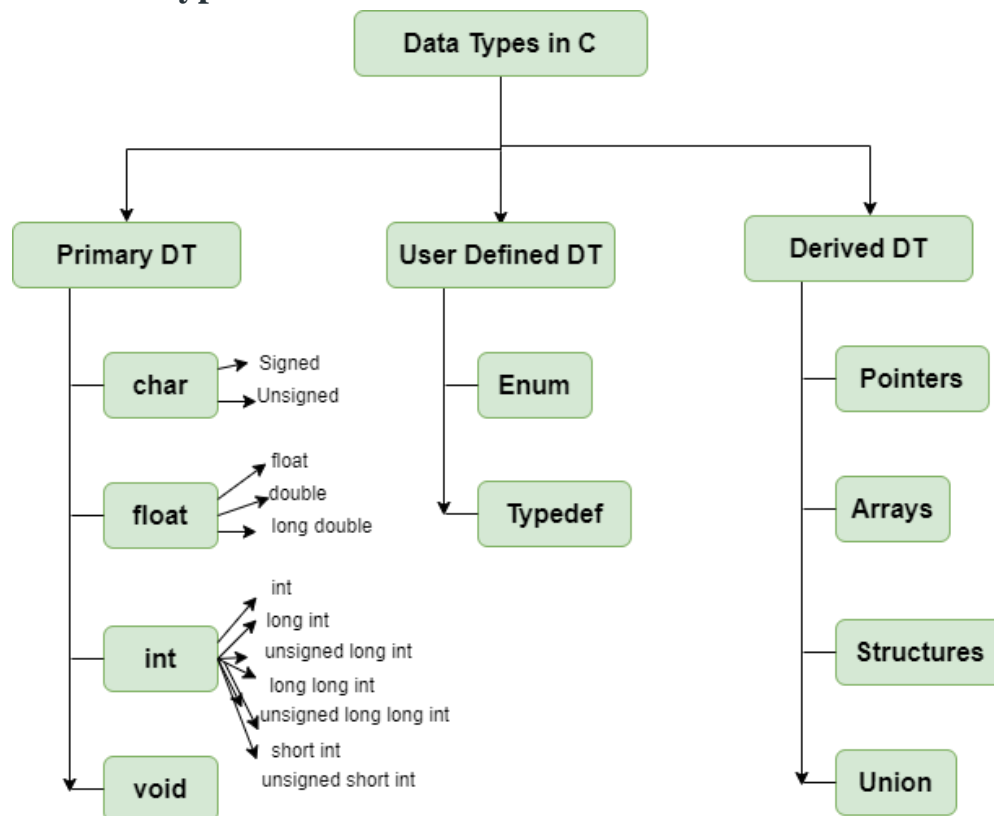 Data Types in C
Primary DT
char
Signed
Unsigned
float
float
double
long double
int
int
long int
unsigned long int
long long int
unsigned long long int
short int
unsigned short int
void
User Defined DT
Enum
Typedef
Derived DT
Pointers
Arrays
Structures
Union